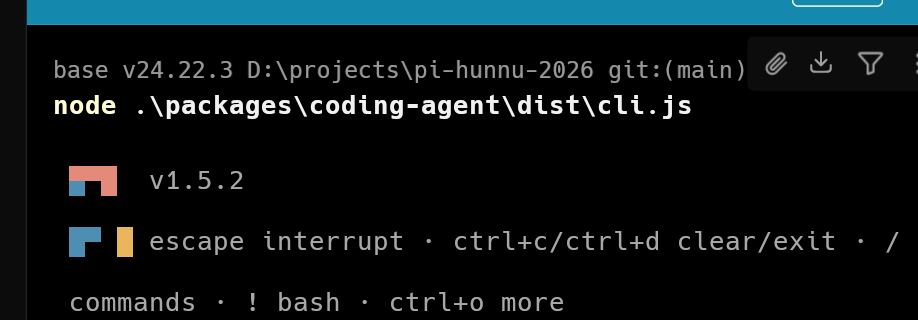 base v24.22.3 D:\projects\pi-hunnu-2026 git:(main)
node .\packages\coding-agent\dist\cli.js
v1.5.2
escape interrupt · ctrl+c/ctrl+d clear/exit · /
commands · ! bash · ctrl+o more